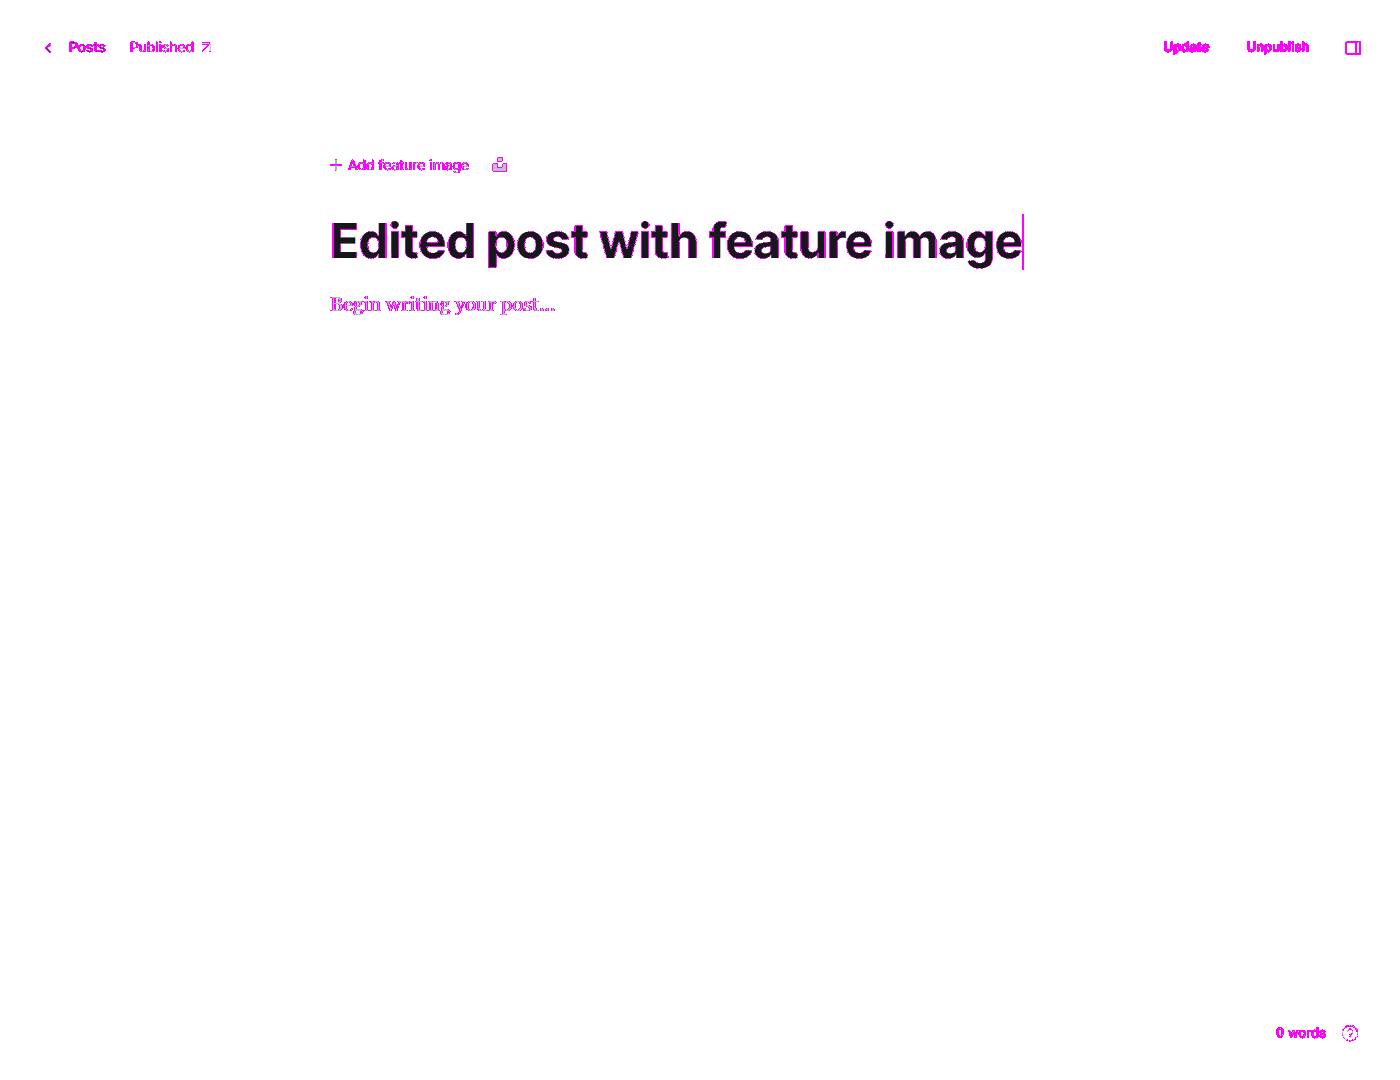 Posts Published
Update Unpublish
Add feature image
Edited post with feature image
Begin writing your post...
0 words